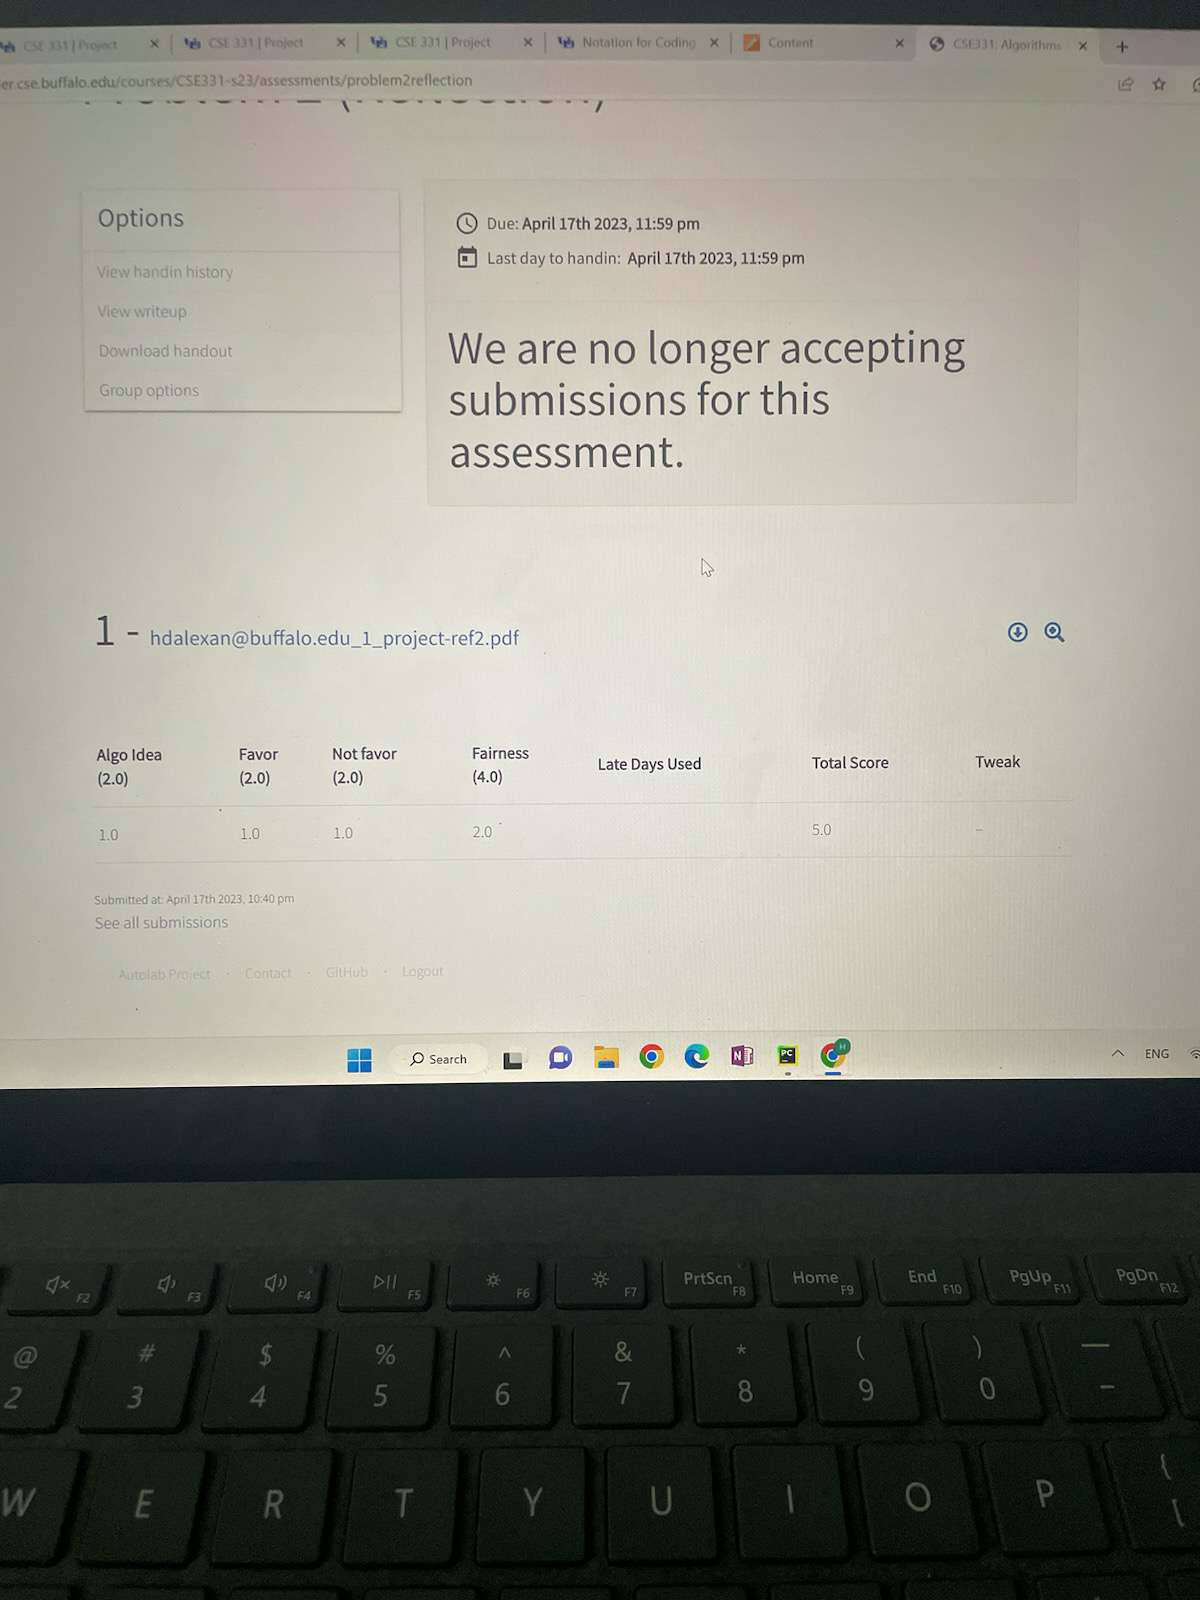 CSE 331 | Project
CSE 331 | Project
CSE 331 | Project
Notation for Coding
Content
CSE331: Algorithms
er.cse.buffalo.edu/courses/CSE331-s23/assessments/problem2reflection
Options
View handin history
View writeup
Download handout
Group options
Due: April 17th 2023, 11:59 pm
Last day to handin: April 17th 2023, 11:59 pm
We are no longer accepting
submissions for this
assessment.
1 - hdalexan@buffalo.edu_1_project-ref2.pdf
Algo Idea (2.0) Favor (2.0) Not favor (2.0) Fairness (4.0) Late Days Used Total Score Tweak
1.0 1.0 1.0 2.0 5.0 –
Submitted at: April 17th 2023, 10:40 pm
See all submissions
Autolab Project · Contact · GitHub · Logout
Search
N
PC
H
ENG
F2 F3 F4 F5 F6 F7 PrtScn F8 Home F9 End F10 PgUp F11 PgDn F12
@ # $ % ^ & * ( ) —
2 3 4 5 6 7 8 9 0 -
W E R T Y U I O P { [